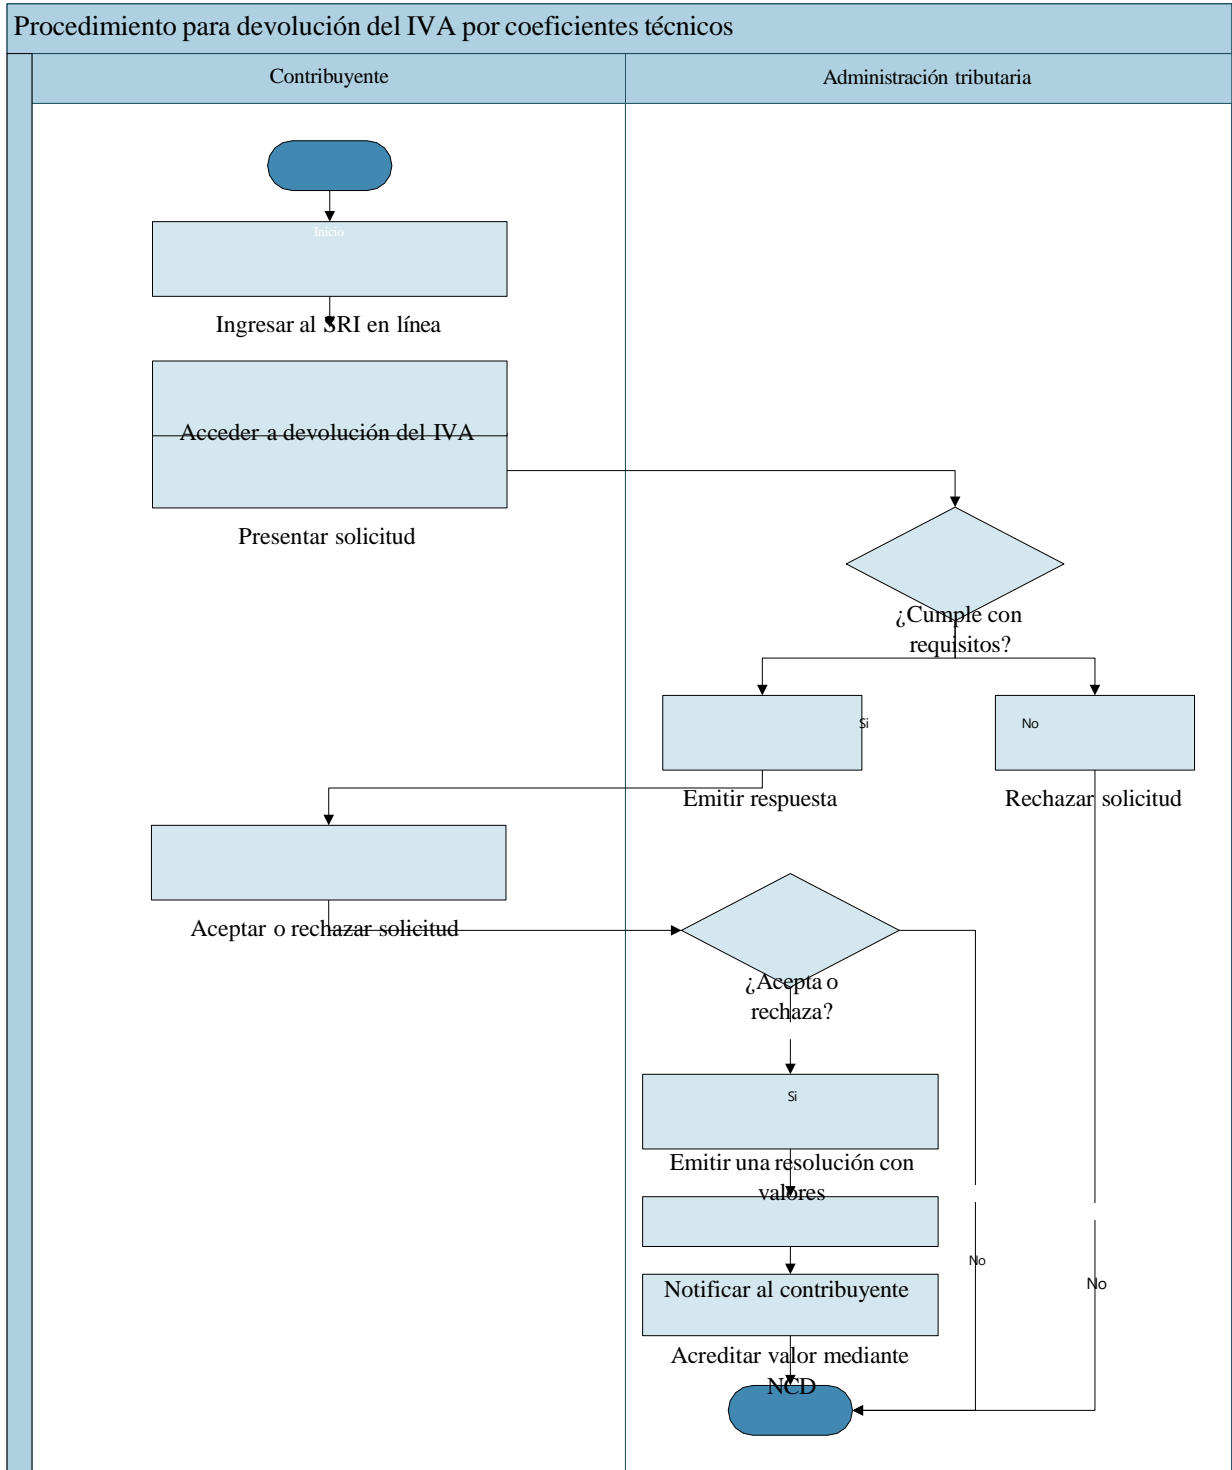 Procedimiento para devolución del IVA por coeficientes técnicos
Contribuyente
Administración tributaria
Inicio
Ingresar al SRI en línea
Acceder a devolución del IVA
Presentar solicitud
¿Cumple con
requisitos?
Si
No
Emitir respuesta
Rechazar solicitud
Aceptar o rechazar solicitud
¿Acepta o
rechaza?
Si
Emitir una resolución con
valores
No
No
Notificar al contribuyente
Acreditar valor mediante
NCD